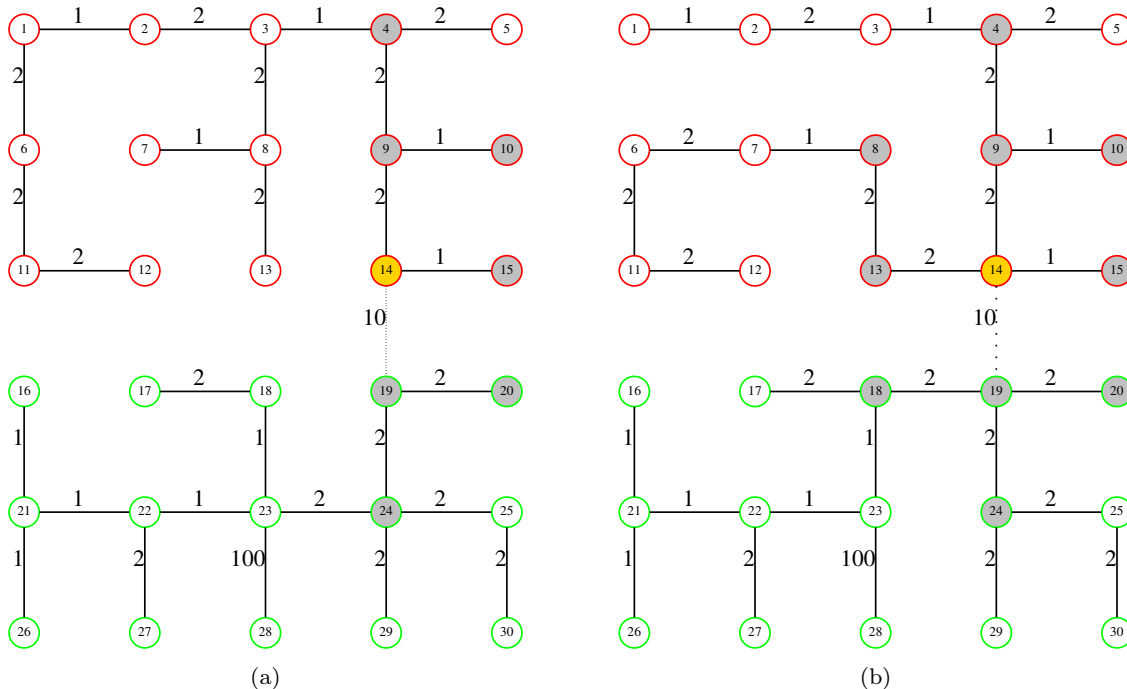 1 2 1 2 1 2 1 2
1 2 3 4 5 1 2 3 4 5
2 2 2 2
1 1 2 1 1
6 7 8 9 10 6 7 8 9 10
2 2 2 2 2 2
2 1 2 2 1
11 12 13 14 15 11 12 13 14 15
10 10
2 2 2 2 2
16 17 18 19 20 16 17 18 19 20
1 1 2 1 1 2
1 1 2 2 1 1 2
21 22 23 24 25 21 22 23 24 25
1 2 100 2 2 1 2 100 2 2
26 27 28 29 30 26 27 28 29 30
(a) (b)